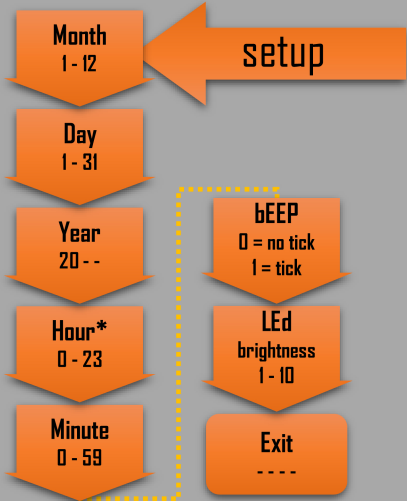 setup
Month
1 - 12
Day
1 - 31
Year
20 - -
Hour*
0 - 23
Minute
0 - 59
bEEP
0 = no tick
1 = tick
LEd
brightness
1 - 10
Exit
- - - -